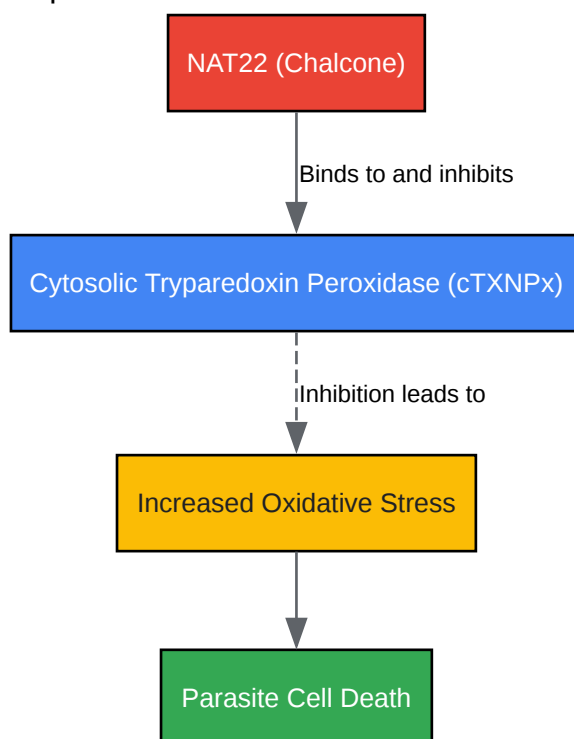 NAT22 (Chalcone)
Binds to and inhibits
Cytosolic Tryparedoxin Peroxidase (cTXNPx)
Inhibition leads to
Increased Oxidative Stress
Parasite Cell Death